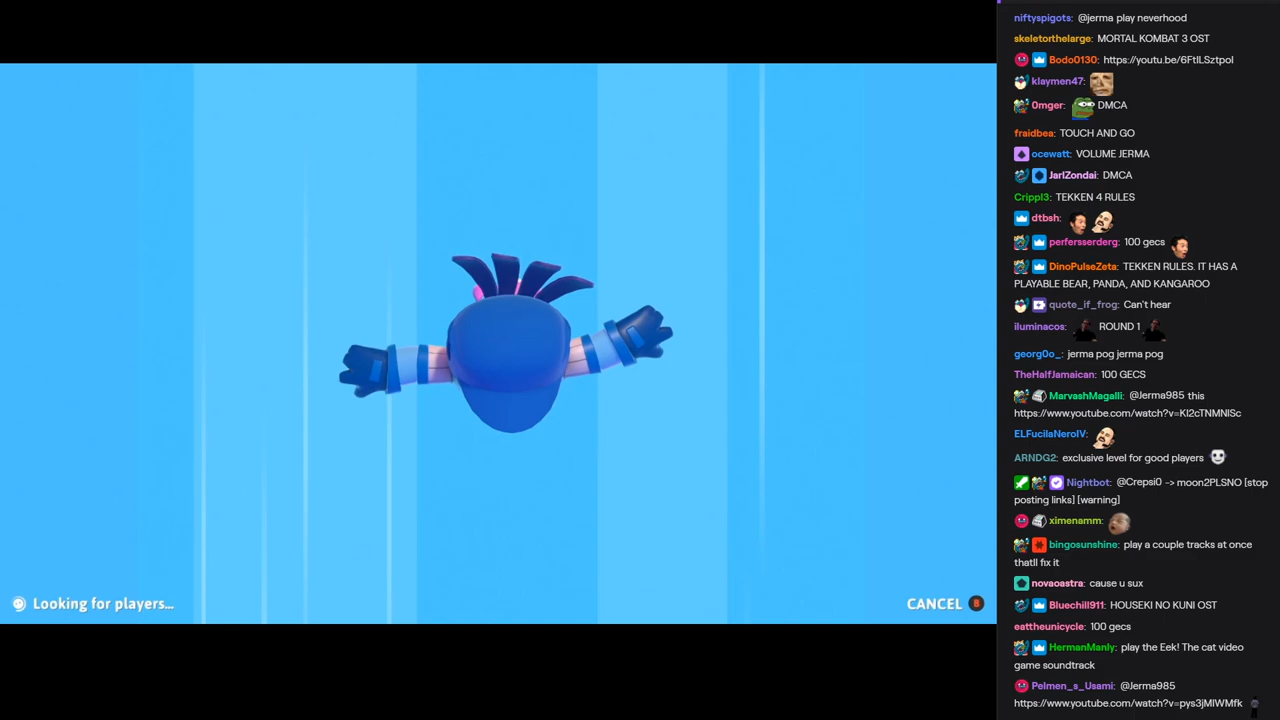 niftyspigots: @jerma play neverhood
skeletorthelarge: MORTAL KOMBAT 3 OST
Bodo0130: https://youtu.be/6FtlLSztpoI
klaymen47:
0mger: DMCA
fraidbea: TOUCH AND GO
ocewatt: VOLUME JERMA
JarlZondai: DMCA
Crippl3: TEKKEN 4 RULES
dtbsh:
perfersserderg: 100 gecs
DinoPulseZeta: TEKKEN RULES. IT HAS A
PLAYABLE BEAR, PANDA, AND KANGAROO
quote_if_frog: Can't hear
iluminacos: ROUND 1
georg0o_: jerma pog jerma pog
TheHalfJamaican: 100 GECS
MarvashMagalli: @Jerma985 this
https://www.youtube.com/watch?v=KI2cTNMNlSc
ELFucilaNeroIV:
ARNDG2: exclusive level for good players
Nightbot: @Crepsi0 -> moon2PLSNO [stop
posting links] [warning]
ximenamm:
bingosunshine: play a couple tracks at once
thatll fix it
novaoastra: cause u sux
Bluechill911: HOUSEKI NO KUNI OST
eattheunicycle: 100 gecs
HermanManly: play the Eek! The cat video
game soundtrack
Pelmen_s_Usami: @Jerma985
https://www.youtube.com/watch?v=pys3jMlWMfk
Looking for players...
CANCEL B